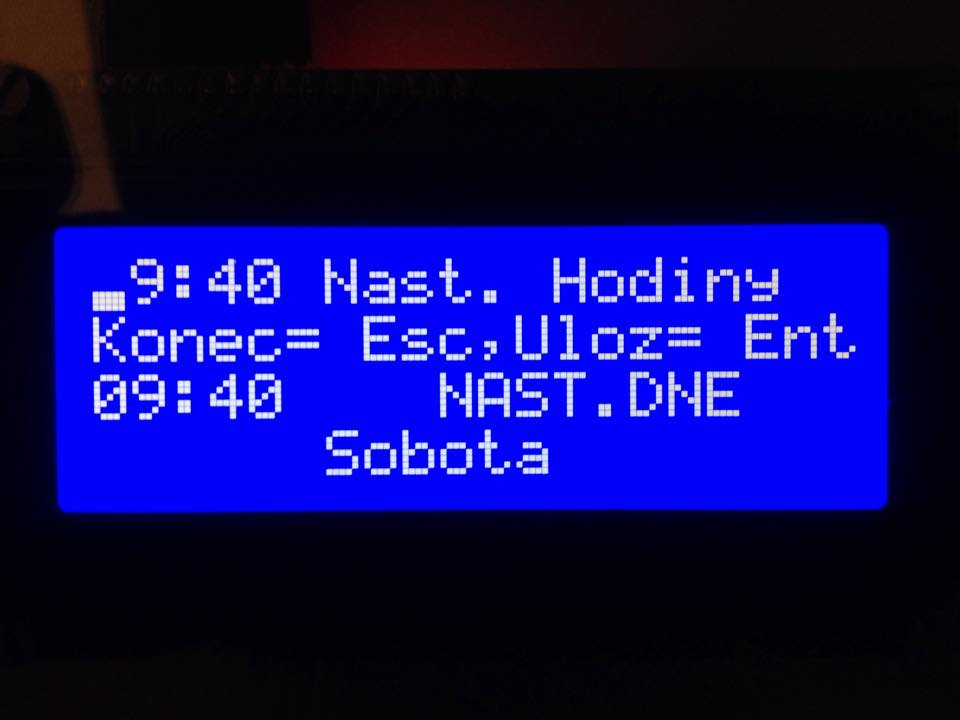 9:40 Nast. Hodiny
Konec= Esc,Uloz= Ent
09:40 NAST.DNE
Sobota